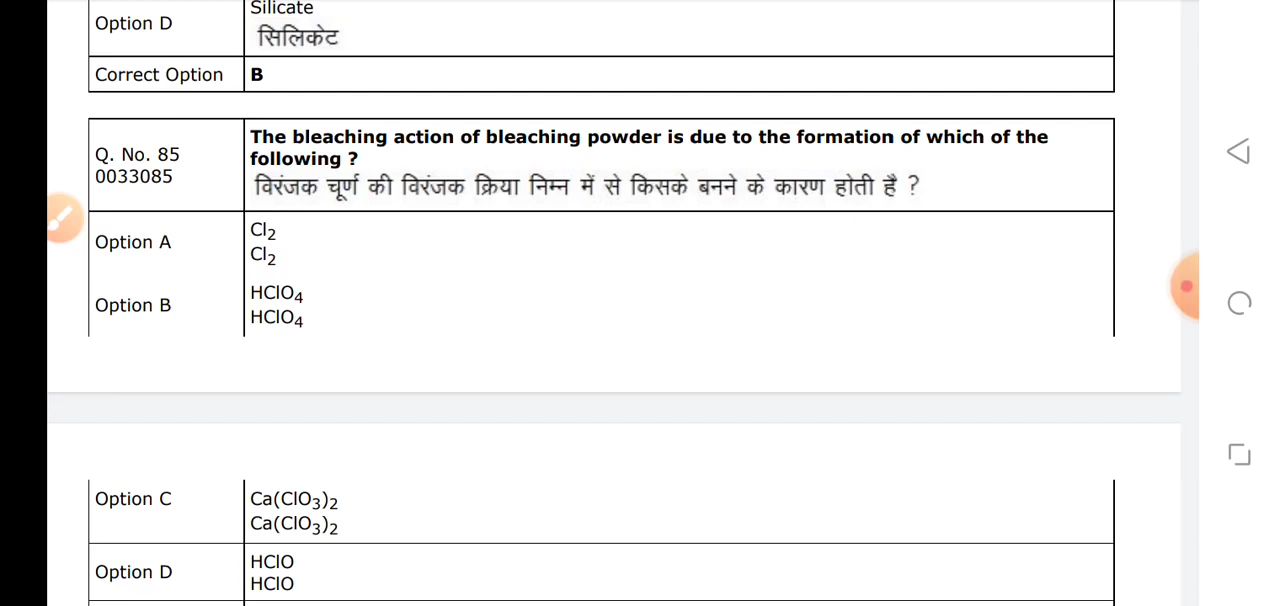 Option D
Silicate
सिलिकेट
Correct Option
B
Q. No. 85
0033085
The bleaching action of bleaching powder is due to the formation of which of the
following ?
विरंजक चूर्ण की विरंजक क्रिया निम्न में से किसके बनने के कारण होती है ?
Option A
Cl2
Cl2
Option B
HClO4
HClO4
Option C
Ca(ClO3)2
Ca(ClO3)2
Option D
HClO
HClO